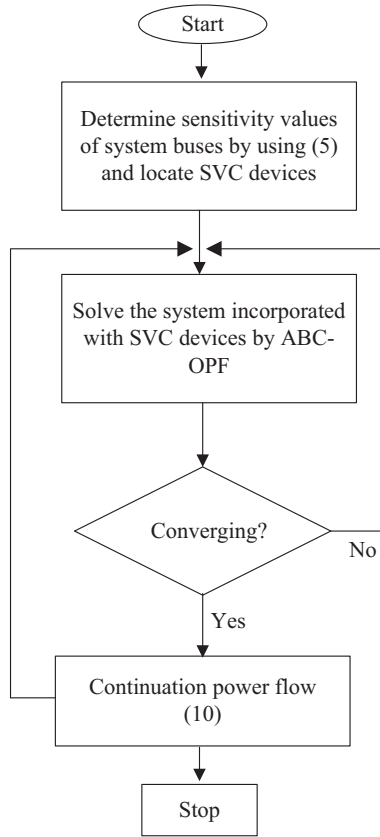 Start
Determine sensitivity values
of system buses by using (5)
and locate SVC devices
Solve the system incorporated
with SVC devices by ABC-
OPF
Converging?
No
Yes
Continuation power flow
(10)
Stop